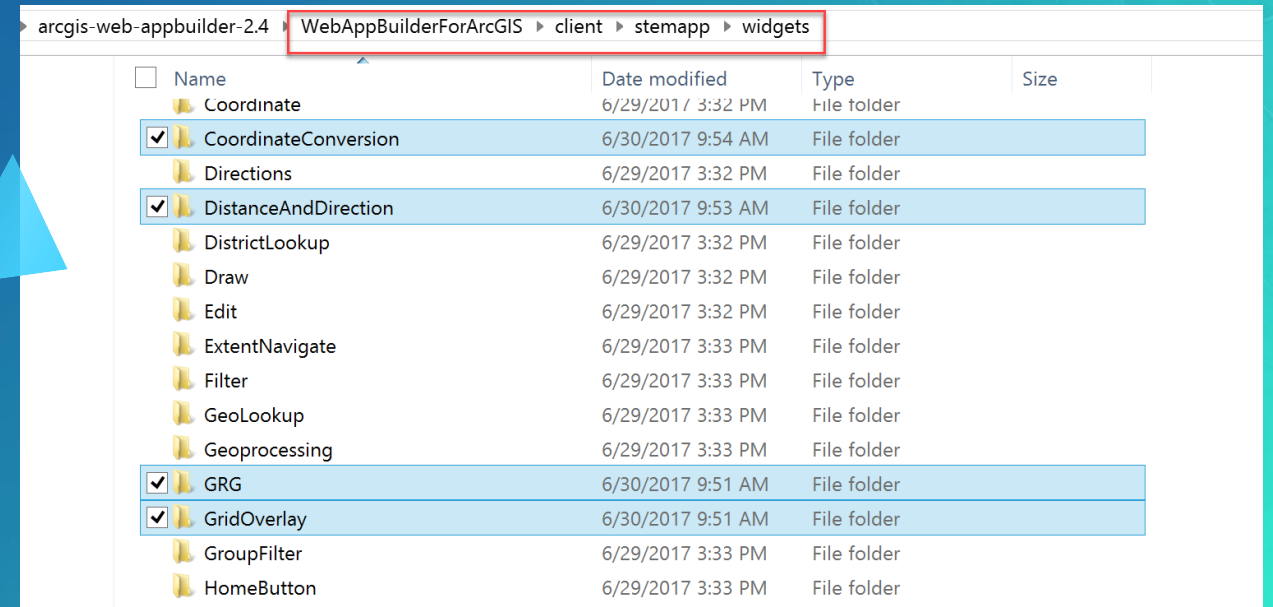 arcgis-web-appbuilder-2.4 WebAppBuilderForArcGIS client stemapp widgets
Name Date modified Type Size
Coordinate 6/29/2017 3:32 PM File folder
CoordinateConversion 6/30/2017 9:54 AM File folder
Directions 6/29/2017 3:32 PM File folder
DistanceAndDirection 6/30/2017 9:53 AM File folder
DistrictLookup 6/29/2017 3:32 PM File folder
Draw 6/29/2017 3:32 PM File folder
Edit 6/29/2017 3:32 PM File folder
ExtentNavigate 6/29/2017 3:33 PM File folder
Filter 6/29/2017 3:33 PM File folder
GeoLookup 6/29/2017 3:33 PM File folder
Geoprocessing 6/29/2017 3:33 PM File folder
GRG 6/30/2017 9:51 AM File folder
GridOverlay 6/30/2017 9:51 AM File folder
GroupFilter 6/29/2017 3:33 PM File folder
HomeButton 6/29/2017 3:33 PM File folder